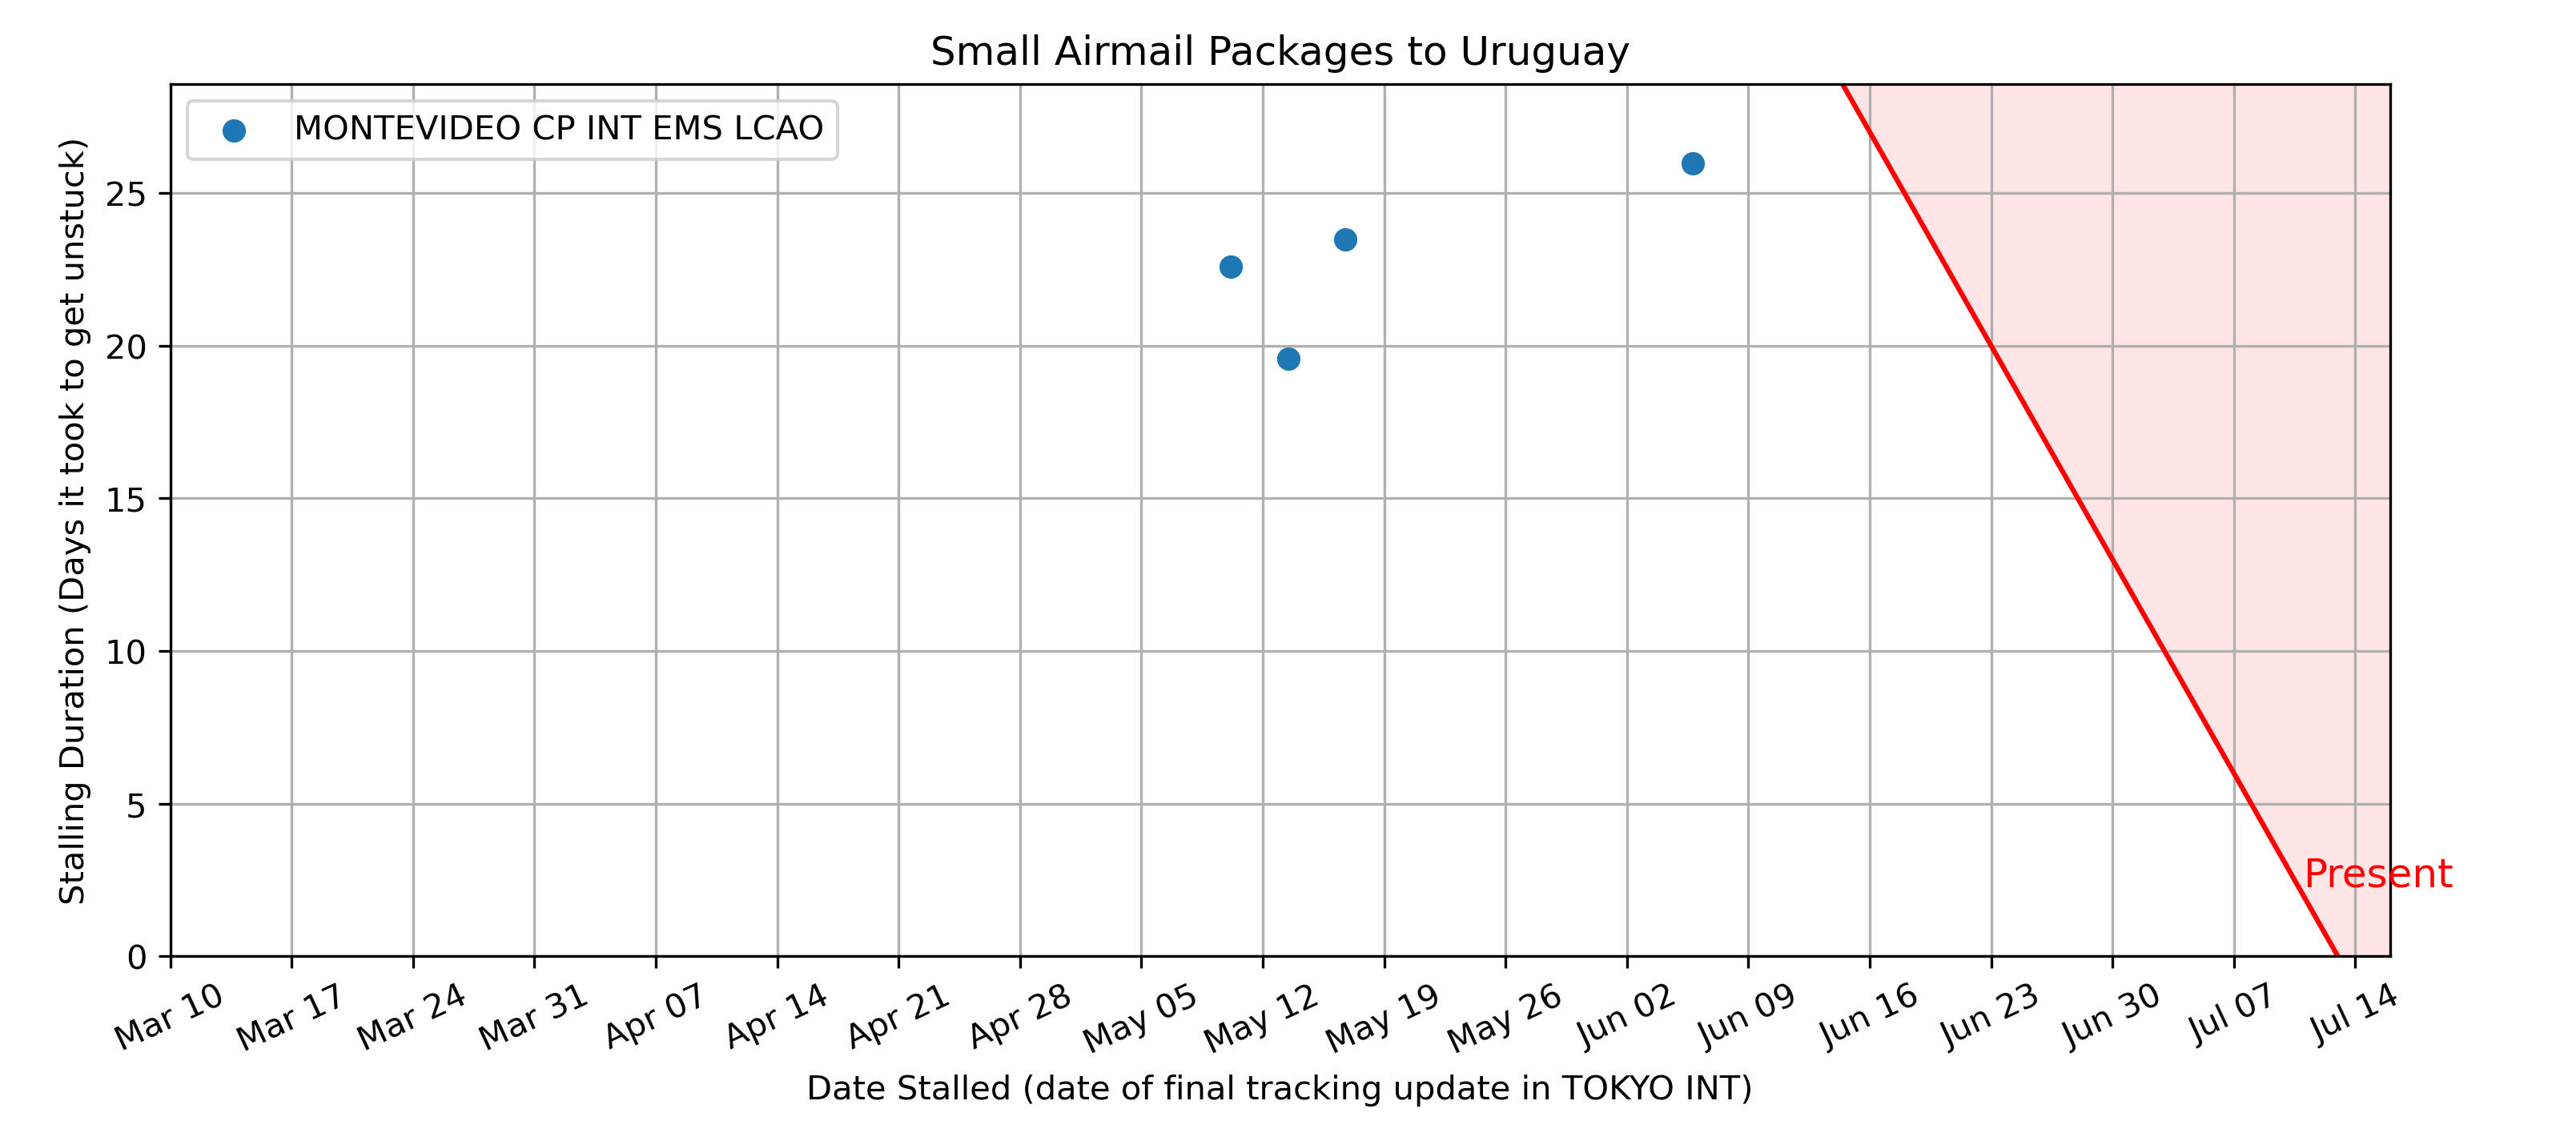 Small Airmail Packages to Uruguay
MONTEVIDEO CP INT EMS LCAO
Stalling Duration (Days it took to get unstuck)
25
20
15
10
5
0
Present
Mar 10
Mar 17
Mar 24
Mar 31
Apr 07
Apr 14
Apr 21
Apr 28
May 05
May 12
May 19
May 26
Jun 02
Jun 09
Jun 16
Jun 23
Jun 30
Jul 07
Jul 14
Date Stalled (date of final tracking update in TOKYO INT)